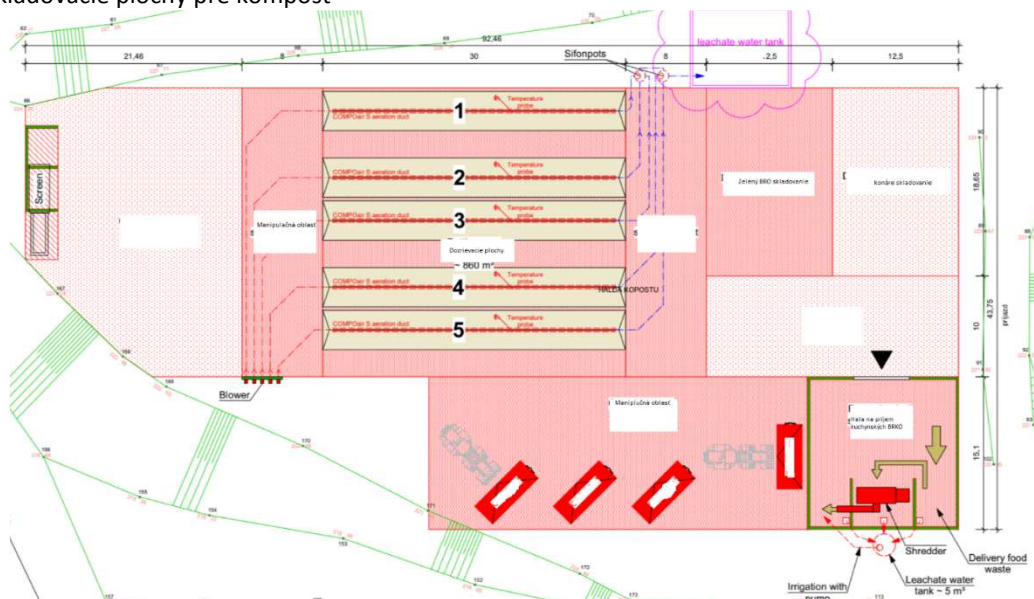 kladovacie plochy pre kompost
leachate water tank
92,46
21,46
8
30
8
12,5
Sifonpots
1
Temperature
probe
COMPOair S aeration duct
2
Temperature
probe
COMPOair S aeration duct
3
Temperature
probe
COMPOair S aeration duct
Screen
Manipulačná oblasť
Dozrievacie plochy
~ 860 m³
Zelený BRO skladovanie
konáre skladovanie
18,65
43,75
príjazd
10
4
Temperature
probe
COMPOair S aeration duct
HALDA KOPOSTU
5
Temperature
probe
COMPOair S aeration duct
Blower
Manipulačná oblasť
Hala na príjem
kuchynských BRKO
15,1
Shredder
Delivery food
waste
Irrigation with
pump
Leachate water
tank ~ 5 m³